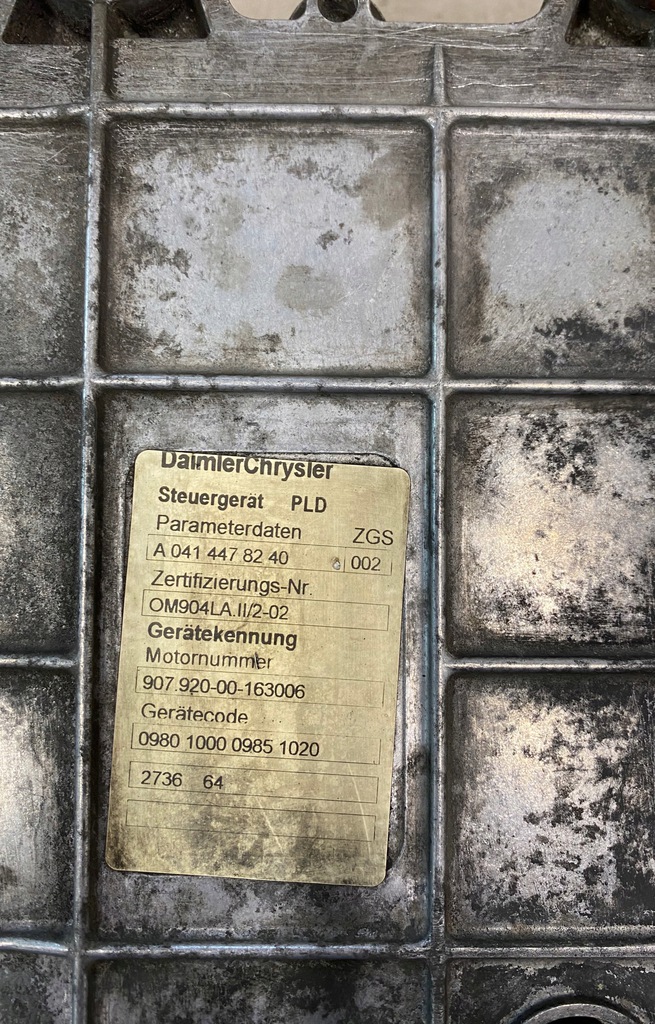 DaimlerChrysler
Steuergerät PLD
Parameterdaten ZGS
A 041 447 82 40 002
Zertifizierungs-Nr.
OM904LA.II/2-02
Gerätekennung
Motornummer
907.920-00-163006
Gerätecode
0980 1000 0985 1020
2736 64